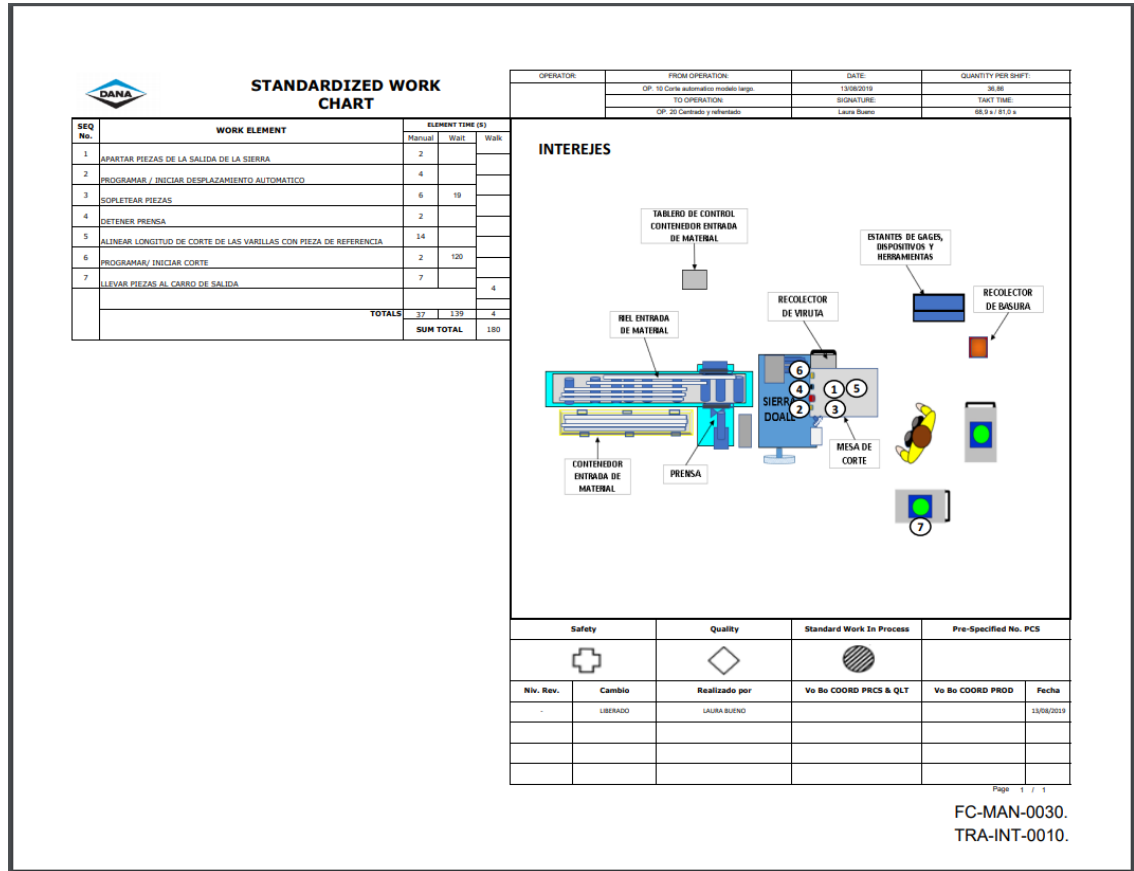 DANA
STANDARDIZED WORK
CHART
OPERATOR:
FROM OPERATION:
DATE:
QUANTITY PER SHIFT:
OP. 10 Corte automatico modelo largo.
13/08/2019
36,86
TO OPERATION:
SIGNATURE:
TAKT TIME:
OP. 20 Centrado y refrentado
Laura Bueno
68,9 s / 81,0 s
SEQ No.
WORK ELEMENT
ELEMENT TIME (S)
Manual Wait Walk
1 APARTAR PIEZAS DE LA SALIDA DE LA SIERRA 2
2 PROGRAMAR / INICIAR DESPLAZAMIENTO AUTOMATICO 4
3 SOPLETEAR PIEZAS 6 19
4 DETENER PRENSA 2
5 ALINEAR LONGITUD DE CORTE DE LAS VARILLAS CON PIEZA DE REFERENCIA 14
6 PROGRAMAR/ INICIAR CORTE 2 120
7 LLEVAR PIEZAS AL CARRO DE SALIDA 7
4
TOTALS 37 139 4
SUM TOTAL 180
INTEREJES
TABLERO DE CONTROL
CONTENEDOR ENTRADA
DE MATERIAL
ESTANTES DE GAGES,
DISPOSITIVOS Y
HERRAMIENTAS
RECOLECTOR
DE BASURA
RECOLECTOR
DE VIRUTA
RIEL ENTRADA
DE MATERIAL
6
4
2
1
5
3
SIERRA
DOALL
MESA DE
CORTE
CONTENEDOR
ENTRADA DE
MATERIAL
PRENSA
7
Safety Quality Standard Work In Process Pre-Specified No. PCS
Niv. Rev. Cambio Realizado por Vo Bo COORD PRCS & QLT Vo Bo COORD PROD Fecha
- LIBERADO LAURA BUENO 13/08/2019
Page 1 / 1
FC-MAN-0030.
TRA-INT-0010.